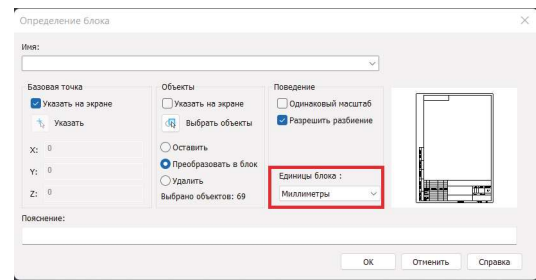 Определение блока
Имя:
Базовая точка
Указать на экране
Указать
X: 0
Y: 0
Z: 0
Объекты
Указать на экране
Выбрать объекты
Оставить
Преобразовать в блок
Удалить
Выбрано объектов: 69
Поведение
Одинаковый масштаб
Разрешить разбиение
Единицы блока :
Миллиметры
Пояснение:
ОК
Отменить
Справка